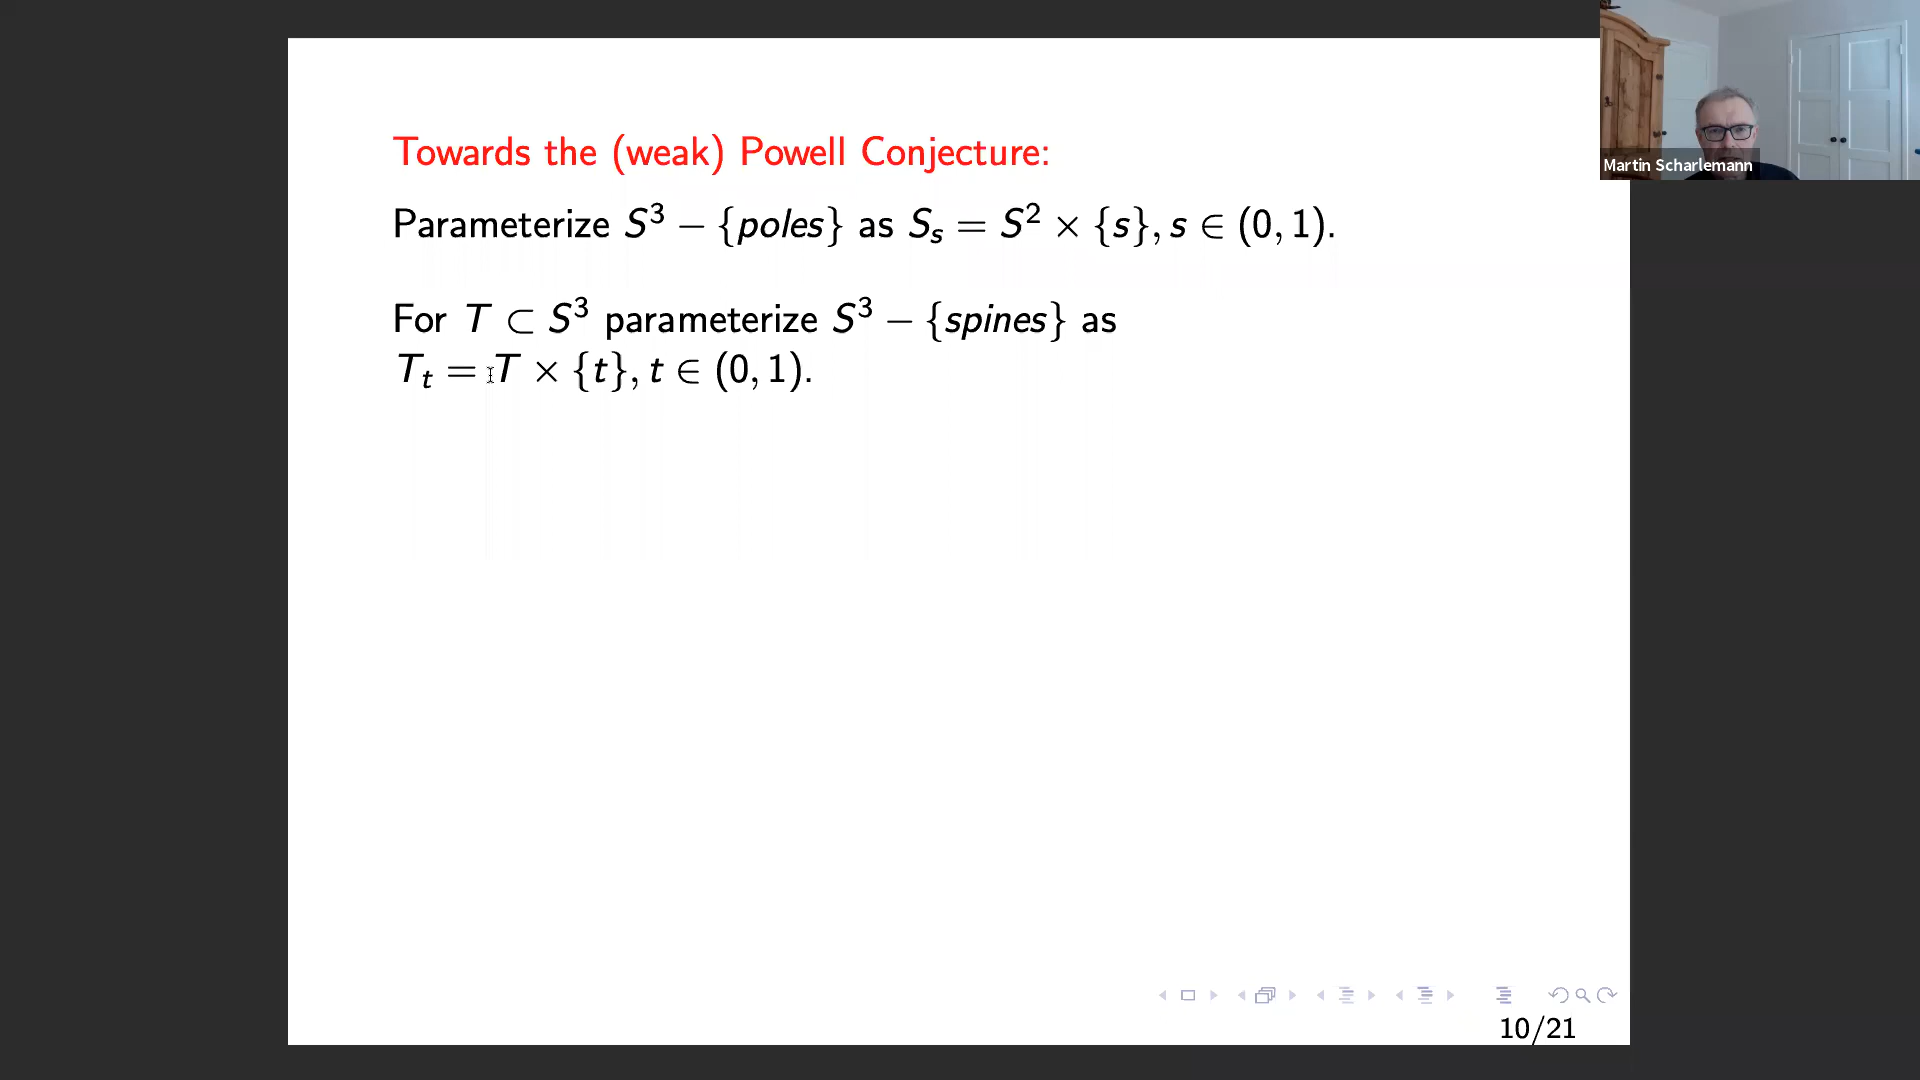 Towards the (weak) Powell Conjecture:
Parameterize S³ − {poles} as Sₛ = S² × {s}, s ∈ (0, 1).
For T ⊂ S³ parameterize S³ − {spines} as
Tₜ = T × {t}, t ∈ (0, 1).
Martin Scharlemann
10/21